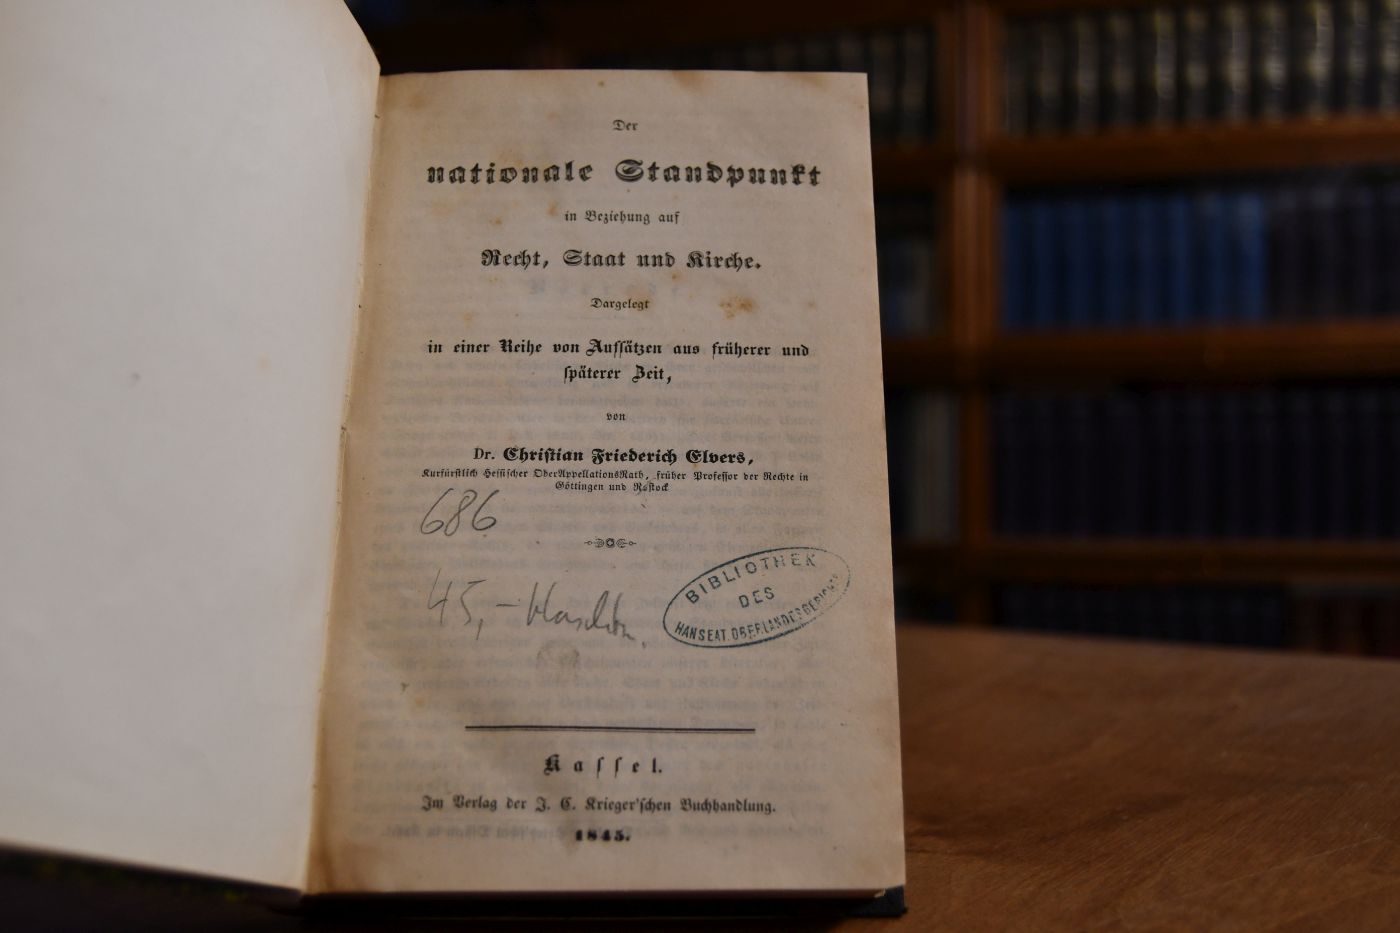 Der
nationale Standpunkt
in Beziehung auf
Recht, Staat und Kirche.
Dargelegt
in einer Reihe von Aufsätzen aus früherer und
späterer Zeit,
von
Dr. Christian Friederich Elvers,
Kurfürstlich Hessischer OberAppellationsRath, früher Professor der Rechte in
Göttingen und Rostock
686
45,-
BIBLIOTHEK
DES
HANSEAT. OBERLANDESGERICHTS
Kassel.
Im Verlag der J. C. Krieger'schen Buchhandlung.
1845.